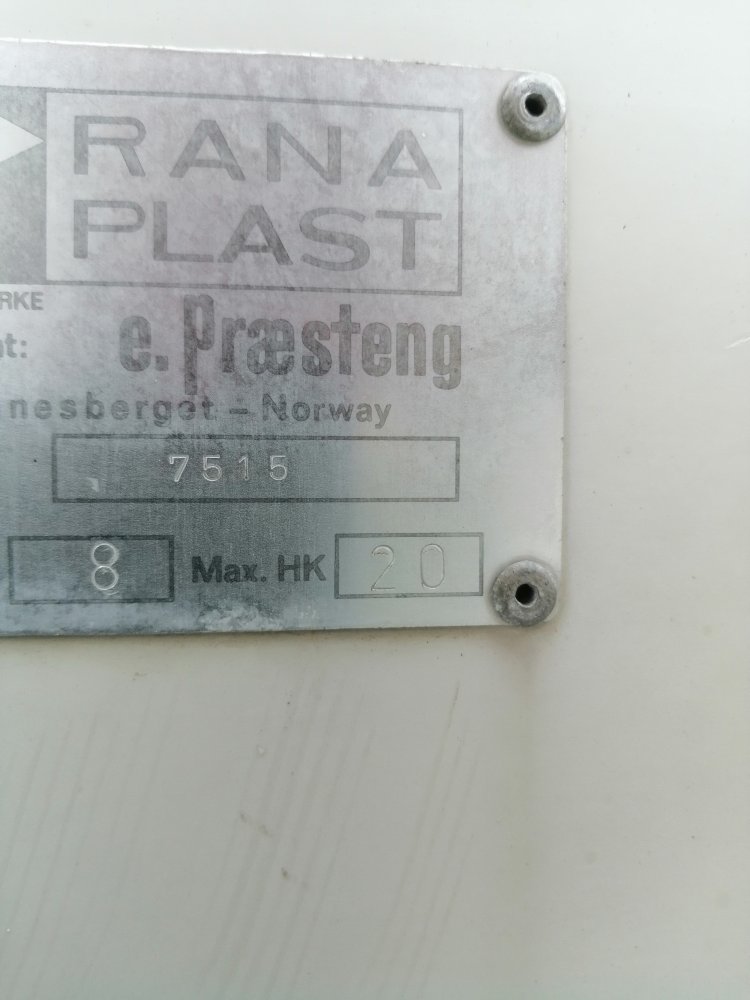 RANA
PLAST
RKE
nt: e. Præsteng
nesberget – Norway
7515
8 Max. HK 20